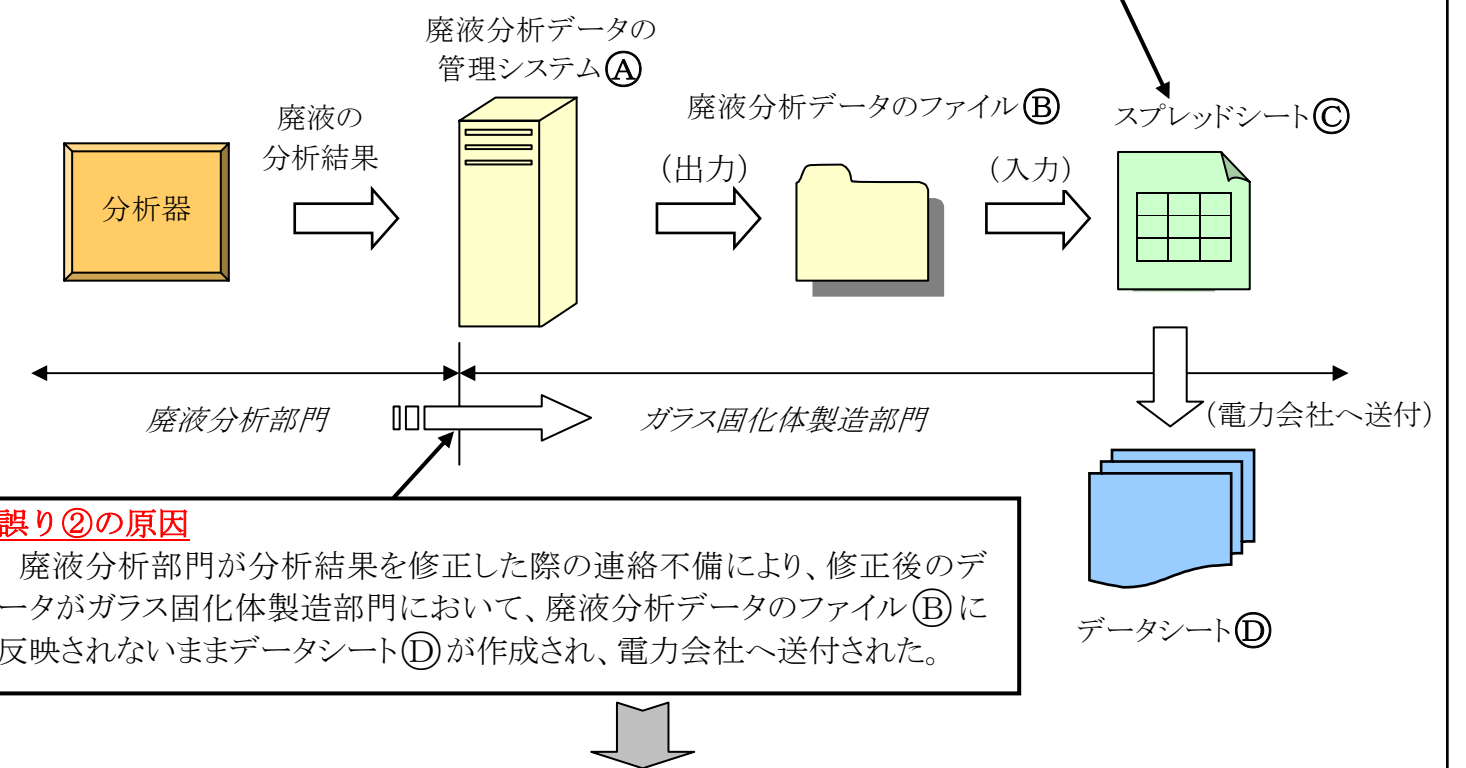 廃液分析データの
管理システムⒶ
廃液の
分析結果
廃液分析データのファイルⒷ
スプレッドシートⒸ
(出力)
(入力)
分析器
廃液分析部門
ガラス固化体製造部門
(電力会社へ送付)
誤り②の原因
廃液分析部門が分析結果を修正した際の連絡不備により、修正後のデ
ータがガラス固化体製造部門において、廃液分析データのファイルⒷに
反映されないままデータシートⒹが作成され、電力会社へ送付された。
データシートⒹ